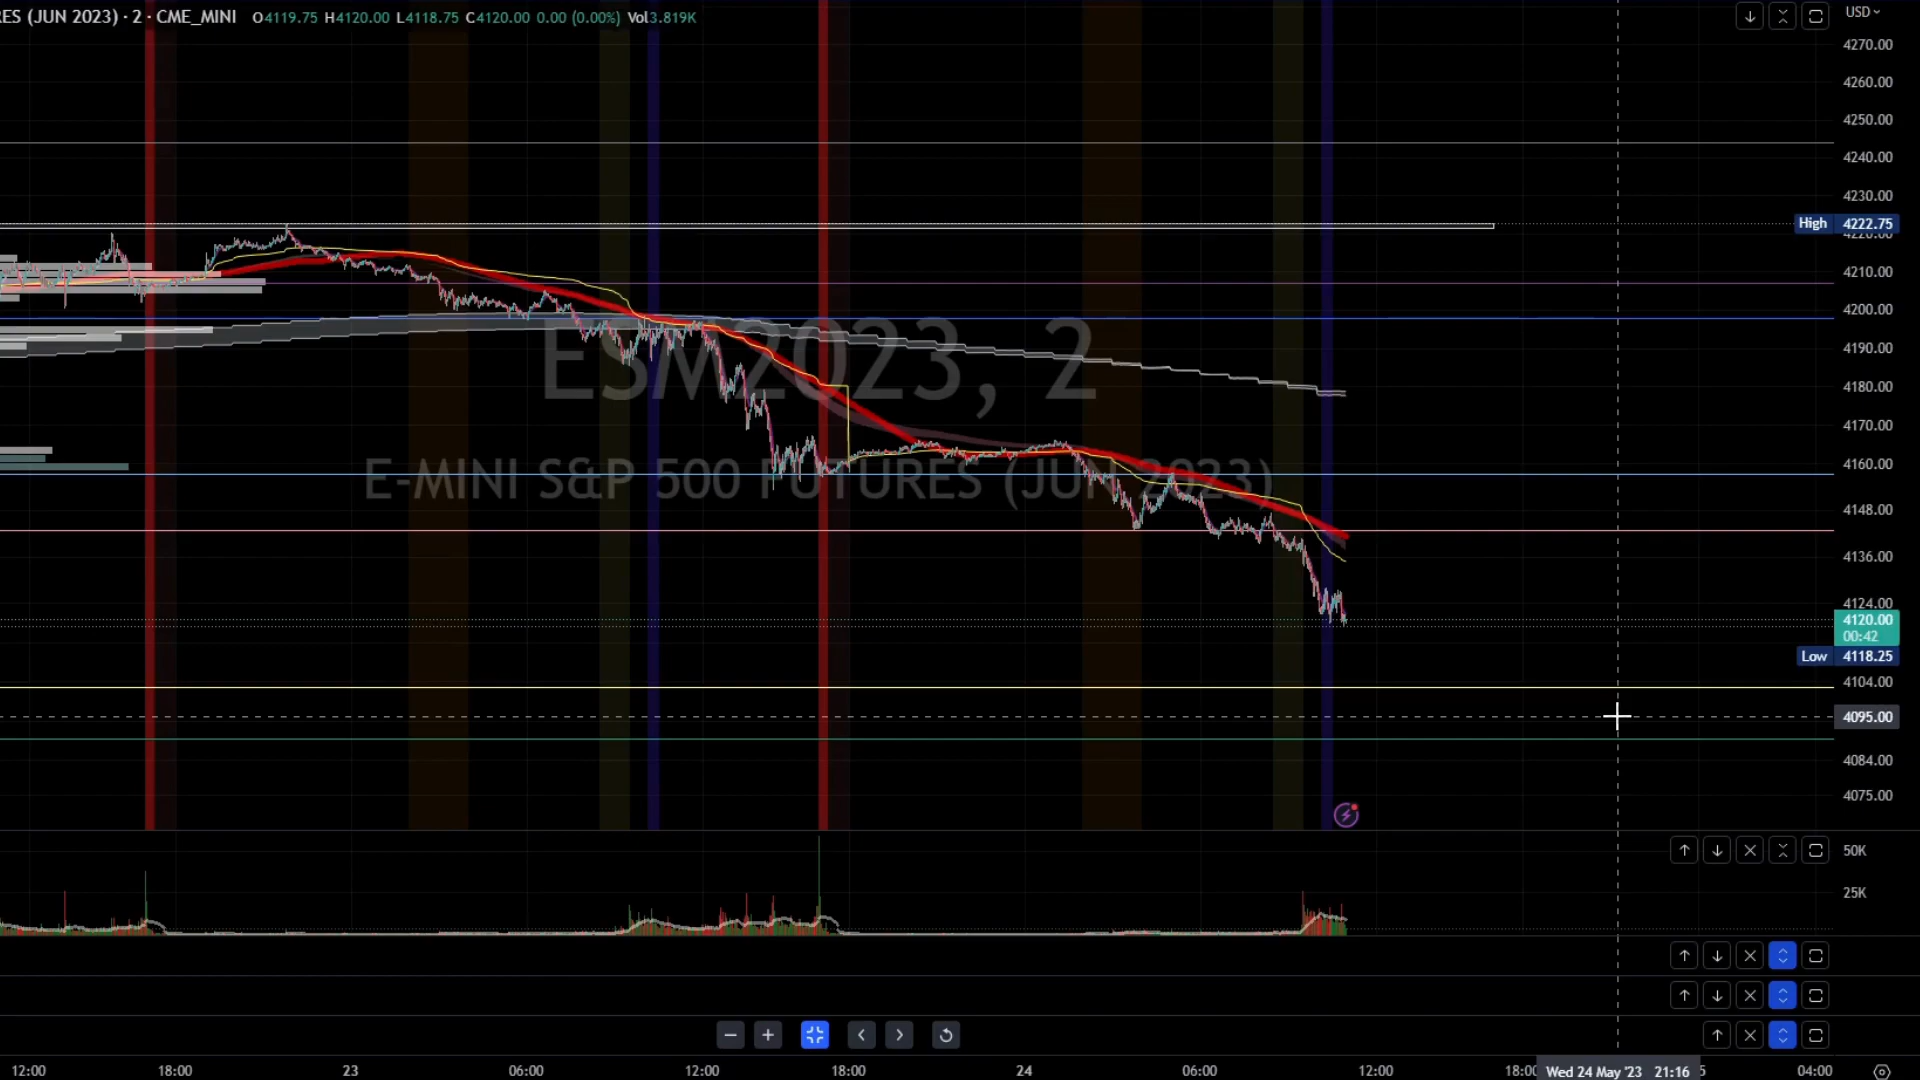 RES (JUN 2023) · 2 · CME_MINI O4119.75 H4120.00 L4118.75 C4120.00 0.00 (0.00%) Vol3.819K
USD
4270.00
4260.00
4250.00
4240.00
4230.00
High 4222.75
4220.00
4210.00
4200.00
4190.00
4180.00
4170.00
4160.00
4148.00
4136.00
4124.00
4120.00
00:42
Low 4118.25
4104.00
4095.00
4084.00
4075.00
ESM2023, 2
E-MINI S&P 500 FUTURES (JUN 2023)
50K
25K
12:00 18:00 23 06:00 12:00 18:00 24 06:00 12:00 18:00 Wed 24 May '23 21:16 04:00